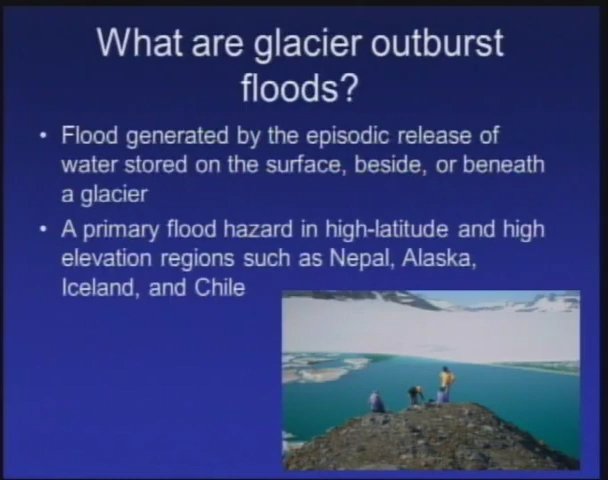 What are glacier outburst
floods?
• Flood generated by the episodic release of
water stored on the surface, beside, or beneath
a glacier
• A primary flood hazard in high-latitude and high
elevation regions such as Nepal, Alaska,
Iceland, and Chile